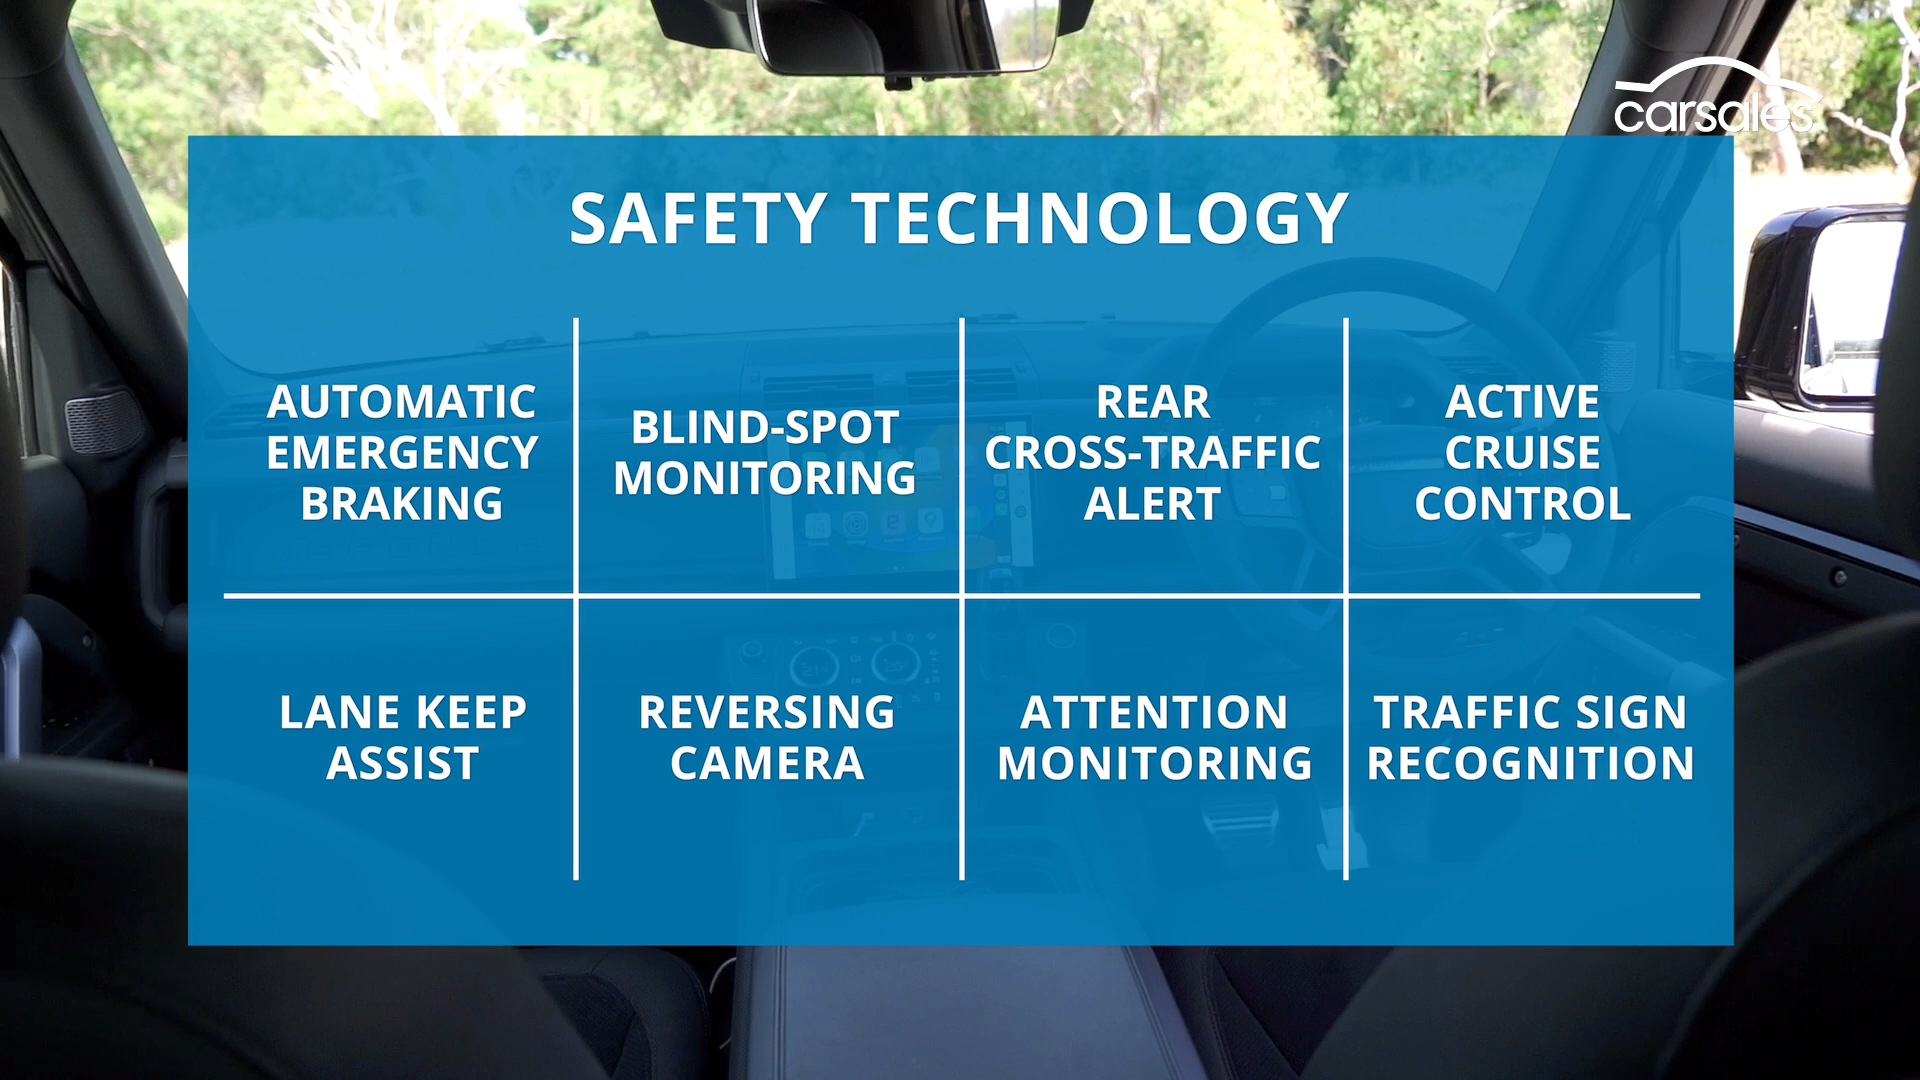 carsales
SAFETY TECHNOLOGY
AUTOMATIC
EMERGENCY
BRAKING
BLIND-SPOT
MONITORING
REAR
CROSS-TRAFFIC
ALERT
ACTIVE
CRUISE
CONTROL
LANE KEEP
ASSIST
REVERSING
CAMERA
ATTENTION
MONITORING
TRAFFIC SIGN
RECOGNITION